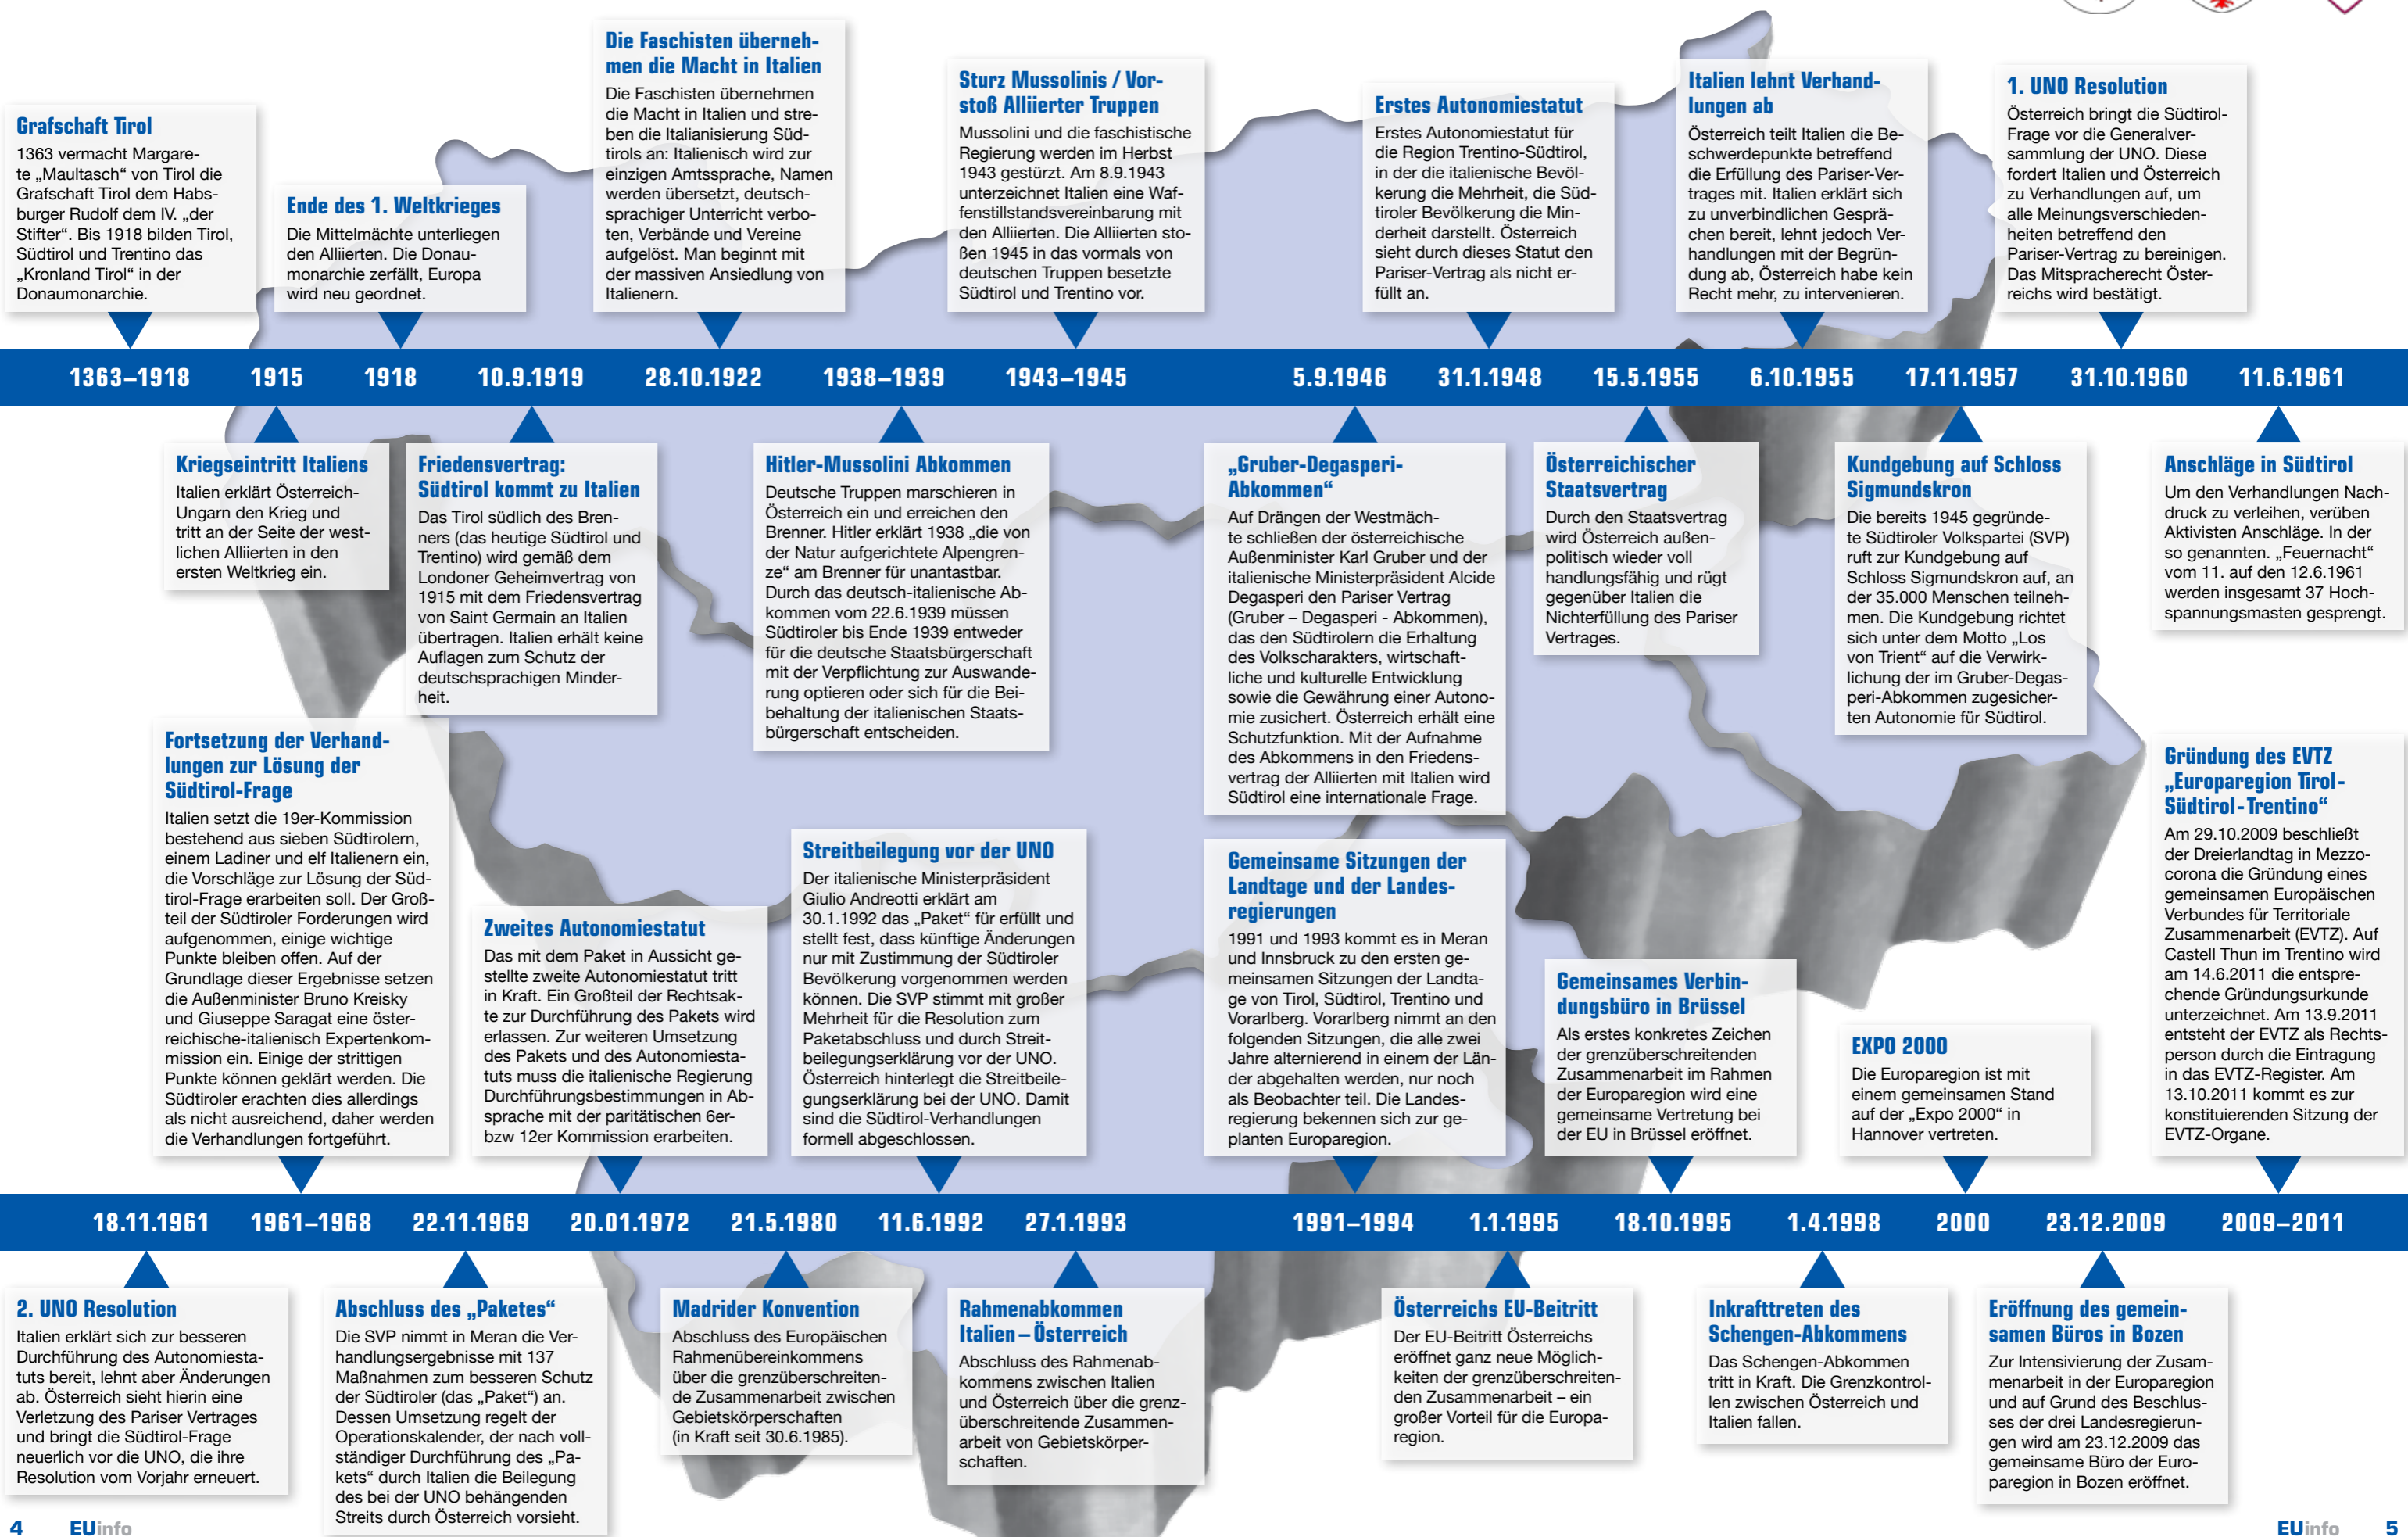 Grafschaft Tirol
1363 vermacht Margare-
te „Maultasch“ von Tirol die
Grafschaft Tirol dem Habs-
burger Rudolf dem IV. „der
Stifter“. Bis 1918 bilden Tirol,
Südtirol und Trentino das
„Kronland Tirol“ in der
Donaumonarchie.
Ende des 1. Weltkrieges
Die Mittelmächte unterliegen
den Alliierten. Die Donau-
monarchie zerfällt, Europa
wird neu geordnet.
Die Faschisten überneh-
men die Macht in Italien
Die Faschisten übernehmen
die Macht in Italien und stre-
ben die Italianisierung Süd-
tirols an: Italienisch wird zur
einzigen Amtssprache, Namen
werden übersetzt, deutsch-
sprachiger Unterricht verbo-
ten, Verbände und Vereine
aufgelöst. Man beginnt mit
der massiven Ansiedlung von
Italienern.
Sturz Mussolinis / Vor-
stoß Alliierter Truppen
Mussolini und die faschistische
Regierung werden im Herbst
1943 gestürzt. Am 8.9.1943
unterzeichnet Italien eine Waf-
fenstillstandsvereinbarung mit
den Alliierten. Die Alliierten sto-
ßen 1945 in das vormals von
deutschen Truppen besetzte
Südtirol und Trentino vor.
Erstes Autonomiestatut
Erstes Autonomiestatut für
die Region Trentino-Südtirol,
in der die italienische Bevöl-
kerung die Mehrheit, die Süd-
tiroler Bevölkerung die Min-
derheit darstellt. Österreich
sieht durch dieses Statut den
Pariser-Vertrag als nicht er-
füllt an.
Italien lehnt Verhand-
lungen ab
Österreich teilt Italien die Be-
schwerdepunkte betreffend
die Erfüllung des Pariser-Ver-
trages mit. Italien erklärt sich
zu unverbindlichen Gesprä-
chen bereit, lehnt jedoch Ver-
handlungen mit der Begrün-
dung ab, Österreich habe kein
Recht mehr, zu intervenieren.
1. UNO Resolution
Österreich bringt die Südtirol-
Frage vor die Generalver-
sammlung der UNO. Diese
fordert Italien und Österreich
zu Verhandlungen auf, um
alle Meinungsverschieden-
heiten betreffend den
Pariser-Vertrag zu bereinigen.
Das Mitspracherecht Öster-
reichs wird bestätigt.
1363–1918 1915 1918 10.9.1919 28.10.1922 1938–1939 1943–1945 5.9.1946 31.1.1948 15.5.1955 6.10.1955 17.11.1957 31.10.1960 11.6.1961
Kriegseintritt Italiens
Italien erklärt Österreich-
Ungarn den Krieg und
tritt an der Seite der west-
lichen Alliierten in den
ersten Weltkrieg ein.
Friedensvertrag:
Südtirol kommt zu Italien
Das Tirol südlich des Bren-
ners (das heutige Südtirol und
Trentino) wird gemäß dem
Londoner Geheimvertrag von
1915 mit dem Friedensvertrag
von Saint Germain an Italien
übertragen. Italien erhält keine
Auflagen zum Schutz der
deutschsprachigen Minder-
heit.
Hitler-Mussolini Abkommen
Deutsche Truppen marschieren in
Österreich ein und erreichen den
Brenner. Hitler erklärt 1938 „die von
der Natur aufgerichtete Alpengren-
ze“ am Brenner für unantastbar.
Durch das deutsch-italienische Ab-
kommen vom 22.6.1939 müssen
Südtiroler bis Ende 1939 entweder
für die deutsche Staatsbürgerschaft
mit der Verpflichtung zur Auswande-
rung optieren oder sich für die Bei-
behaltung der italienischen Staats-
bürgerschaft entscheiden.
„Gruber-Degasperi-
Abkommen“
Auf Drängen der Westmäch-
te schließen der österreichische
Außenminister Karl Gruber und der
italienische Ministerpräsident Alcide
Degasperi den Pariser Vertrag
(Gruber – Degasperi - Abkommen),
das den Südtirolern die Erhaltung
des Volkscharakters, wirtschaft-
liche und kulturelle Entwicklung
sowie die Gewährung einer Autono-
mie zusichert. Österreich erhält eine
Schutzfunktion. Mit der Aufnahme
des Abkommens in den Friedens-
vertrag der Alliierten mit Italien wird
Südtirol eine internationale Frage.
Österreichischer
Staatsvertrag
Durch den Staatsvertrag
wird Österreich außen-
politisch wieder voll
handlungsfähig und rügt
gegenüber Italien die
Nichterfüllung des Pariser
Vertrages.
Kundgebung auf Schloss
Sigmundskron
Die bereits 1945 gegründe-
te Südtiroler Volkspartei (SVP)
ruft zur Kundgebung auf
Schloss Sigmundskron auf, an
der 35.000 Menschen teilneh-
men. Die Kundgebung richtet
sich unter dem Motto „Los
von Trient“ auf die Verwirk-
lichung der im Gruber-Degas-
peri-Abkommen zugesicher-
ten Autonomie für Südtirol.
Anschläge in Südtirol
Um den Verhandlungen Nach-
druck zu verleihen, verüben
Aktivisten Anschläge. In der
so genannten. „Feuernacht“
vom 11. auf den 12.6.1961
werden insgesamt 37 Hoch-
spannungsmasten gesprengt.
Fortsetzung der Verhand-
lungen zur Lösung der
Südtirol-Frage
Italien setzt die 19er-Kommission
bestehend aus sieben Südtirolern,
einem Ladiner und elf Italienern ein,
die Vorschläge zur Lösung der Süd-
tirol-Frage erarbeiten soll. Der Groß-
teil der Südtiroler Forderungen wird
aufgenommen, einige wichtige
Punkte bleiben offen. Auf der
Grundlage dieser Ergebnisse setzen
die Außenminister Bruno Kreisky
und Giuseppe Saragat eine öster-
reichische-italienisch Expertenkom-
mission ein. Einige der strittigen
Punkte können geklärt werden. Die
Südtiroler erachten dies allerdings
als nicht ausreichend, daher werden
die Verhandlungen fortgeführt.
Zweites Autonomiestatut
Das mit dem Paket in Aussicht ge-
stellte zweite Autonomiestatut tritt
in Kraft. Ein Großteil der Rechtsak-
te zur Durchführung des Pakets wird
erlassen. Zur weiteren Umsetzung
des Pakets und des Autonomiesta-
tuts muss die italienische Regierung
Durchführungsbestimmungen in Ab-
sprache mit der paritätischen 6er-
bzw 12er Kommission erarbeiten.
Streitbeilegung vor der UNO
Der italienische Ministerpräsident
Giulio Andreotti erklärt am
30.1.1992 das „Paket“ für erfüllt und
stellt fest, dass künftige Änderungen
nur mit Zustimmung der Südtiroler
Bevölkerung vorgenommen werden
können. Die SVP stimmt mit großer
Mehrheit für die Resolution zum
Paketabschluss und durch Streit-
beilegungserklärung vor der UNO.
Österreich hinterlegt die Streitbeile-
gungserklärung bei der UNO. Damit
sind die Südtirol-Verhandlungen
formell abgeschlossen.
Gemeinsame Sitzungen der
Landtage und der Landes-
regierungen
1991 und 1993 kommt es in Meran
und Innsbruck zu den ersten ge-
meinsamen Sitzungen der Landta-
ge von Tirol, Südtirol, Trentino und
Vorarlberg. Vorarlberg nimmt an den
folgenden Sitzungen, die alle zwei
Jahre alternierend in einem der Län-
der abgehalten werden, nur noch
als Beobachter teil. Die Landes-
regierung bekennen sich zur ge-
planten Europaregion.
Gemeinsames Verbin-
dungsbüro in Brüssel
Als erstes konkretes Zeichen
der grenzüberschreitenden
Zusammenarbeit im Rahmen
der Europaregion wird eine
gemeinsame Vertretung bei
der EU in Brüssel eröffnet.
EXPO 2000
Die Europaregion ist mit
einem gemeinsamen Stand
auf der „Expo 2000“ in
Hannover vertreten.
Gründung des EVTZ
„Europaregion Tirol-
Südtirol-Trentino“
Am 29.10.2009 beschließt
der Dreierlandtag in Mezzo-
corona die Gründung eines
gemeinsamen Europäischen
Verbundes für Territoriale
Zusammenarbeit (EVTZ). Auf
Castell Thun im Trentino wird
am 14.6.2011 die entspre-
chende Gründungsurkunde
unterzeichnet. Am 13.9.2011
entsteht der EVTZ als Rechts-
person durch die Eintragung
in das EVTZ-Register. Am
13.10.2011 kommt es zur
konstituierenden Sitzung der
EVTZ-Organe.
18.11.1961 1961–1968 22.11.1969 20.01.1972 21.5.1980 11.6.1992 27.1.1993 1991–1994 1.1.1995 18.10.1995 1.4.1998 2000 23.12.2009 2009–2011
2. UNO Resolution
Italien erklärt sich zur besseren
Durchführung des Autonomiesta-
tuts bereit, lehnt aber Änderungen
ab. Österreich sieht hierin eine
Verletzung des Pariser Vertrages
und bringt die Südtirol-Frage
neuerlich vor die UNO, die ihre
Resolution vom Vorjahr erneuert.
Abschluss des „Paketes“
Die SVP nimmt in Meran die Ver-
handlungsergebnisse mit 137
Maßnahmen zum besseren Schutz
der Südtiroler (das „Paket“) an.
Dessen Umsetzung regelt der
Operationskalender, der nach voll-
ständiger Durchführung des „Pa-
kets“ durch Italien die Beilegung
des bei der UNO behängenden
Streits durch Österreich vorsieht.
Madrider Konvention
Abschluss des Europäischen
Rahmenübereinkommens
über die grenzüberschreiten-
de Zusammenarbeit zwischen
Gebietskörperschaften
(in Kraft seit 30.6.1985).
Rahmenabkommen
Italien – Österreich
Abschluss des Rahmenab-
kommens zwischen Italien
und Österreich über die grenz-
überschreitende Zusammen-
arbeit von Gebietskörper-
schaften.
Österreichs EU-Beitritt
Der EU-Beitritt Österreichs
eröffnet ganz neue Möglich-
keiten der grenzüberschreiten-
den Zusammenarbeit – ein
großer Vorteil für die Europa-
region.
Inkrafttreten des
Schengen-Abkommens
Das Schengen-Abkommen
tritt in Kraft. Die Grenzkontrol-
len zwischen Österreich und
Italien fallen.
Eröffnung des gemein-
samen Büros in Bozen
Zur Intensivierung der Zusam-
menarbeit in der Europaregion
und auf Grund des Beschlus-
ses der drei Landesregierun-
gen wird am 23.12.2009 das
gemeinsame Büro der Euro-
paregion in Bozen eröffnet.
4 EUinfo
EUinfo 5